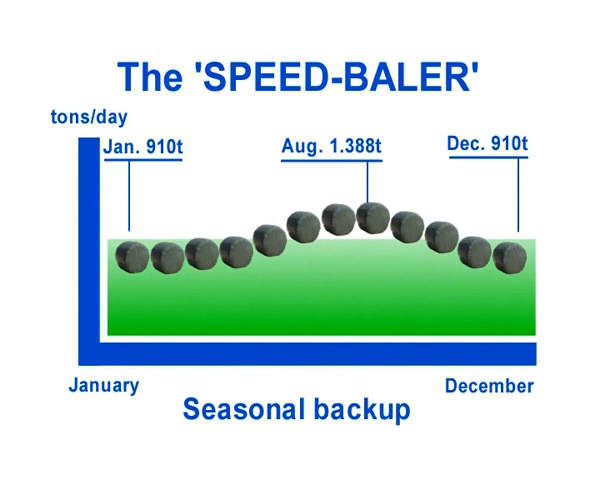 The 'SPEED-BALER'
tons/day
Jan. 910t
Aug. 1.388t
Dec. 910t
January
December
Seasonal backup